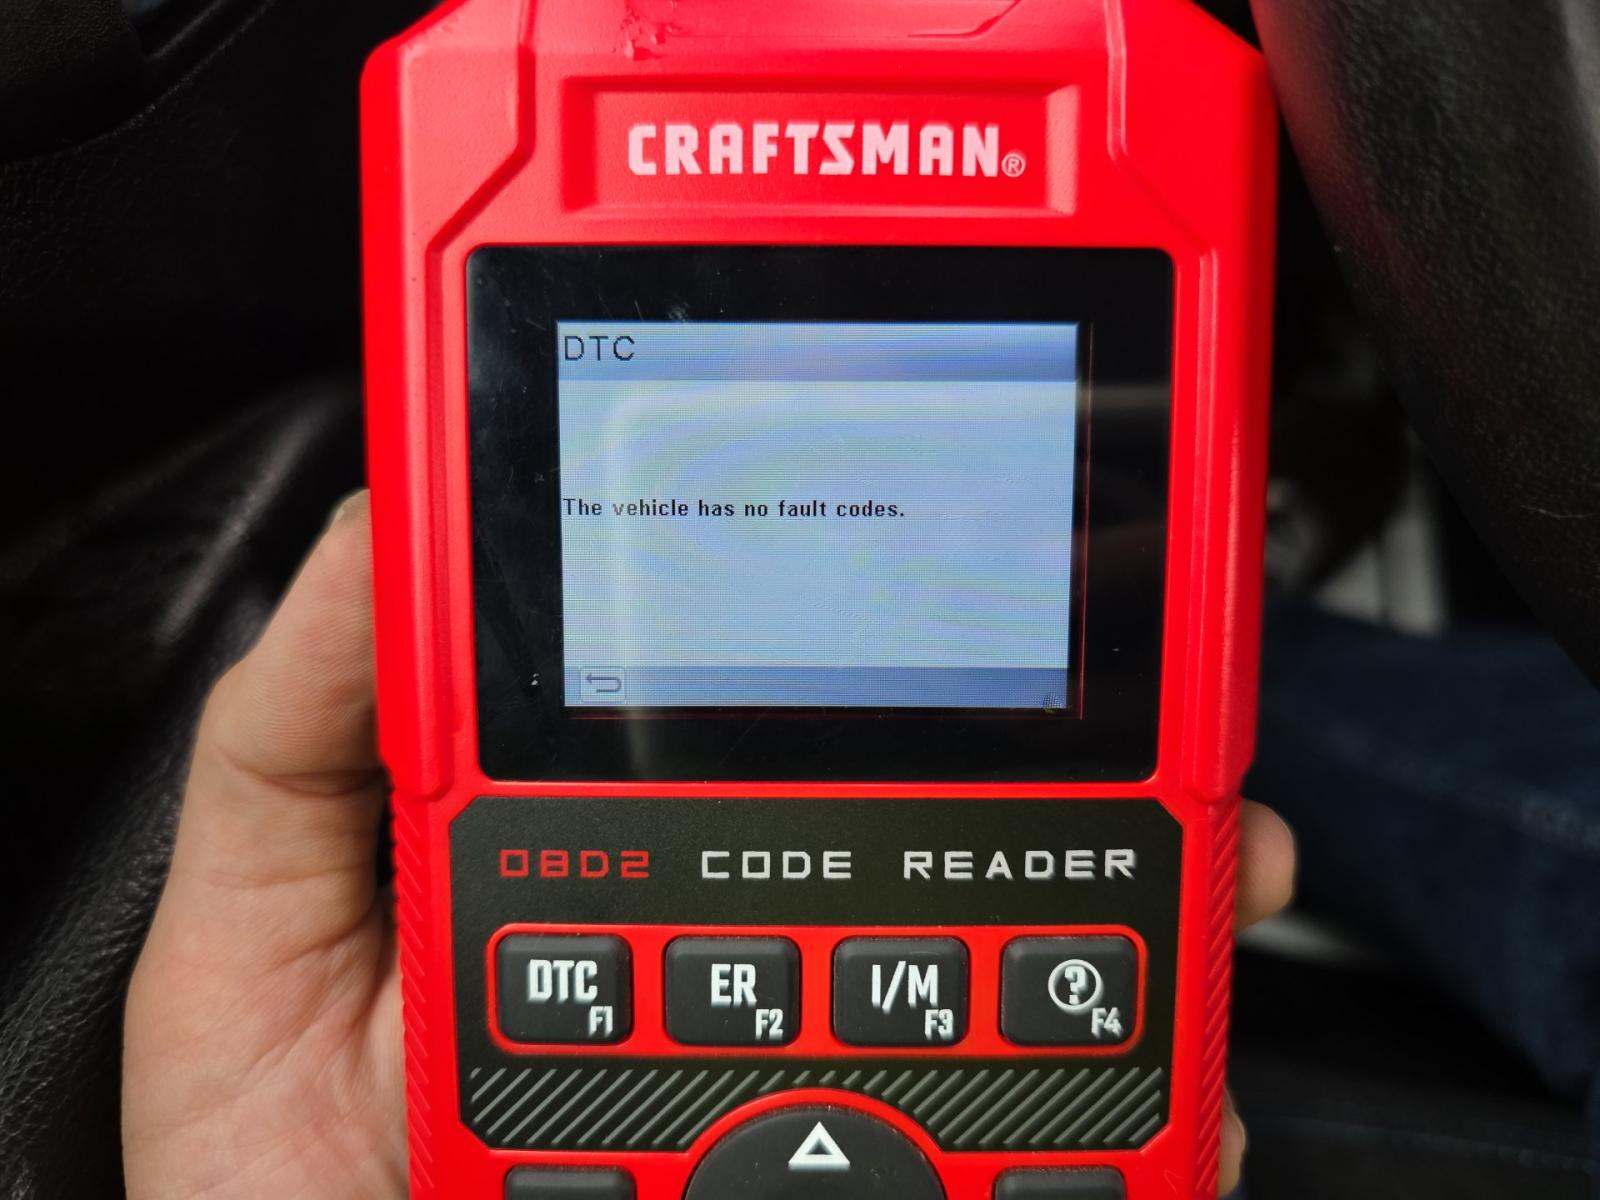 CRAFTSMAN®
DTC
The vehicle has no fault codes.
OBD2 CODE READER
DTC ER I/M ?
F1 F2 F3 F4